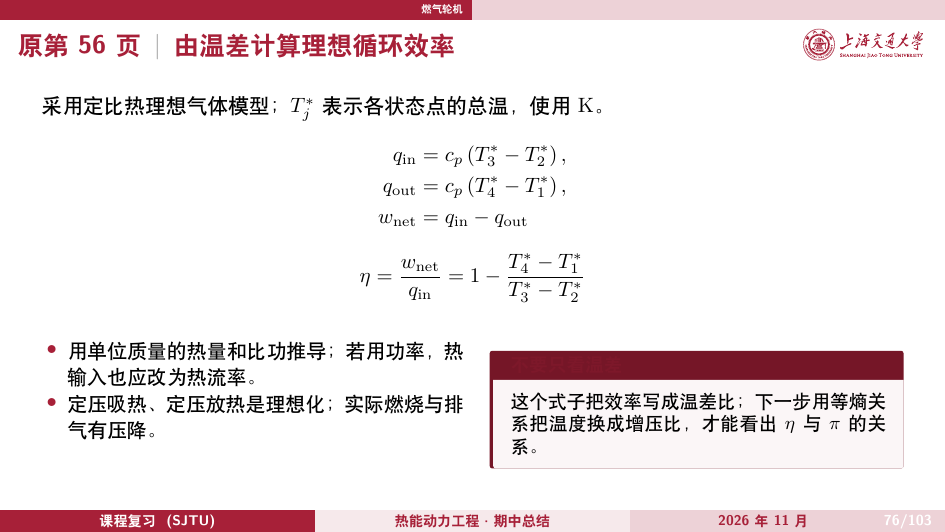 燃气轮机
原第 56 页 | 由温差计算理想循环效率
上海交通大学
SHANGHAI JIAO TONG UNIVERSITY
采用定比热理想气体模型；T_j^* 表示各状态点的总温，使用 K。
q_in = c_p (T_3^* − T_2^*),
q_out = c_p (T_4^* − T_1^*),
w_net = q_in − q_out
η = w_net / q_in = 1 − (T_4^* − T_1^*) / (T_3^* − T_2^*)
• 用单位质量的热量和比功推导；若用功率，热
输入也应改为热流率。
• 定压吸热、定压放热是理想化；实际燃烧与排
气有压降。
这个式子把效率写成温差比；下一步用等熵关
系把温度换成增压比，才能看出 η 与 π 的关
系。
课程复习 (SJTU)
热能动力工程 · 期中总结
2026 年 11 月
76/103